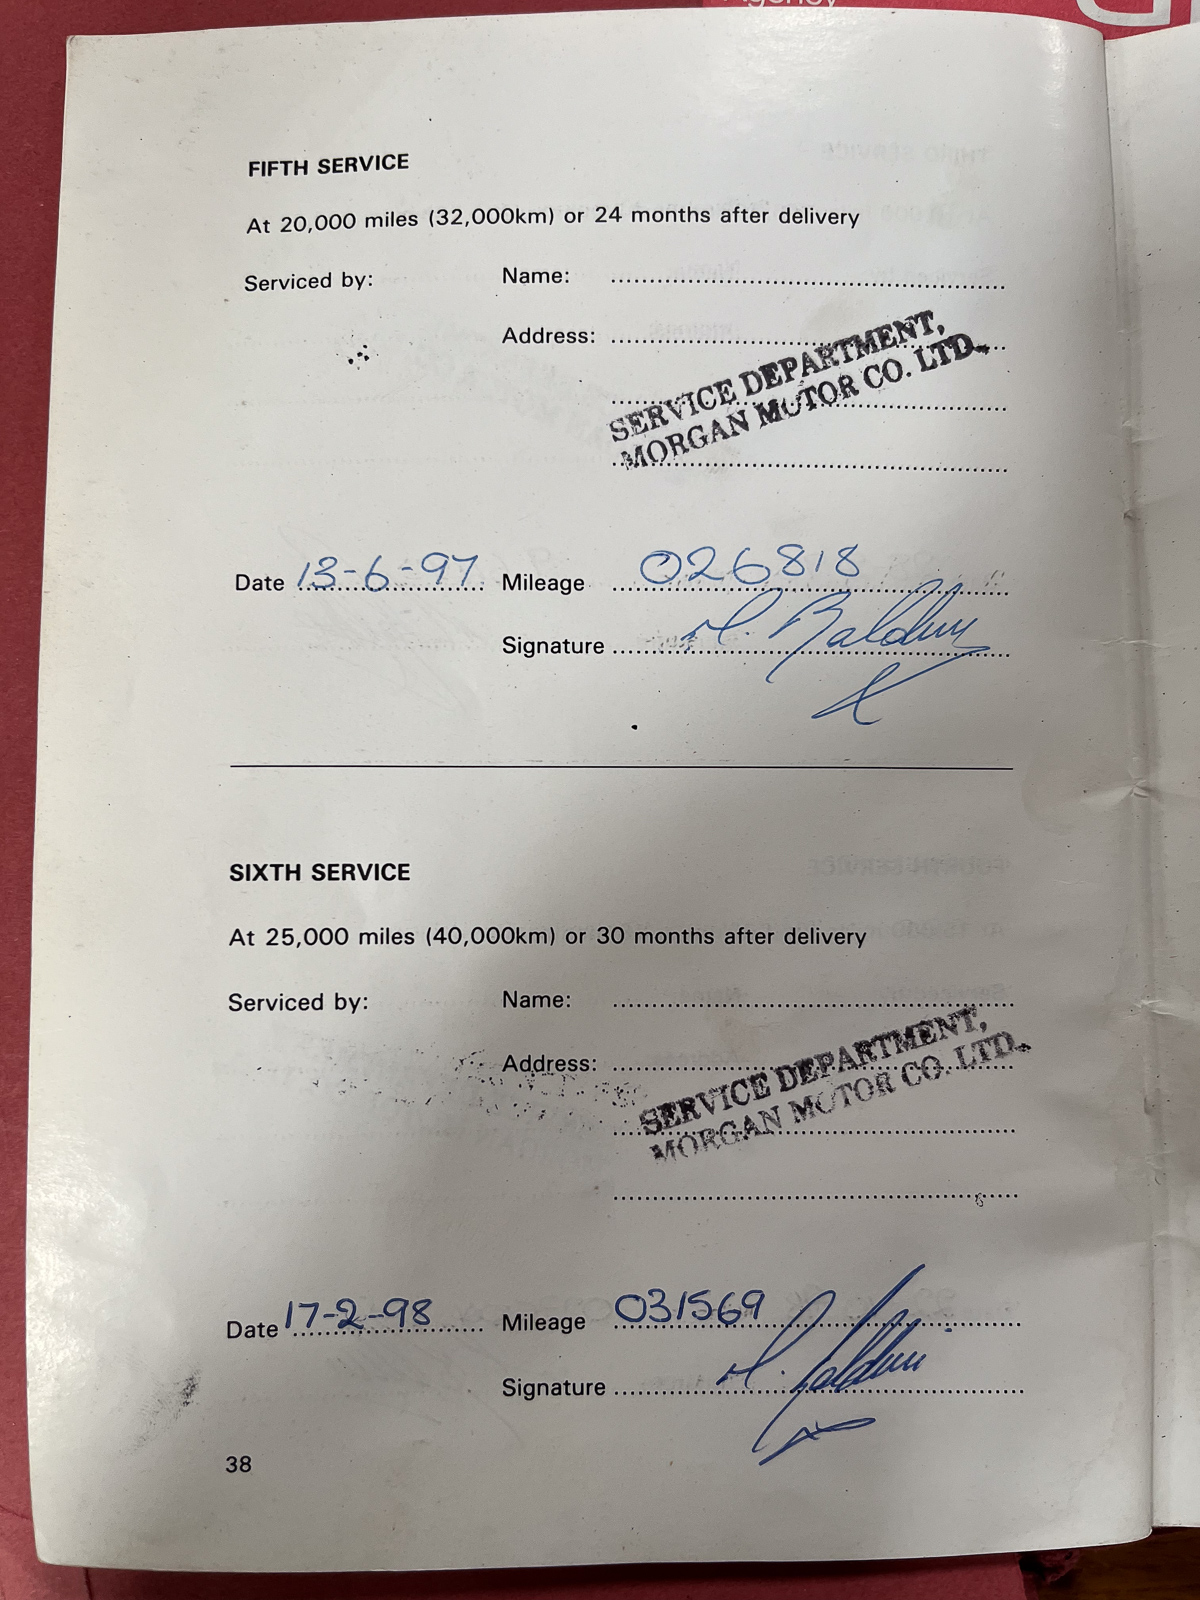 Agency
FIFTH SERVICE
At 20,000 miles (32,000km) or 24 months after delivery
Serviced by: Name:
Address:
SERVICE DEPARTMENT,
MORGAN MOTOR CO. LTD.
Date 13-6-97 Mileage 026818
Signature
SIXTH SERVICE
At 25,000 miles (40,000km) or 30 months after delivery
Serviced by: Name:
Address:
SERVICE DEPARTMENT,
MORGAN MOTOR CO. LTD.
Date 17-2-98 Mileage 031569
Signature
38